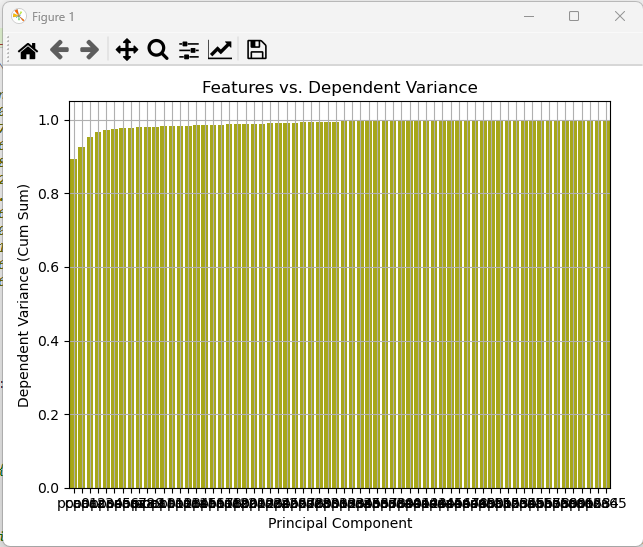 Figure 1
Features vs. Dependent Variance
1.0
0.8
0.6
0.4
0.2
0.0
Dependent Variance (Cum Sum)
Principal Component